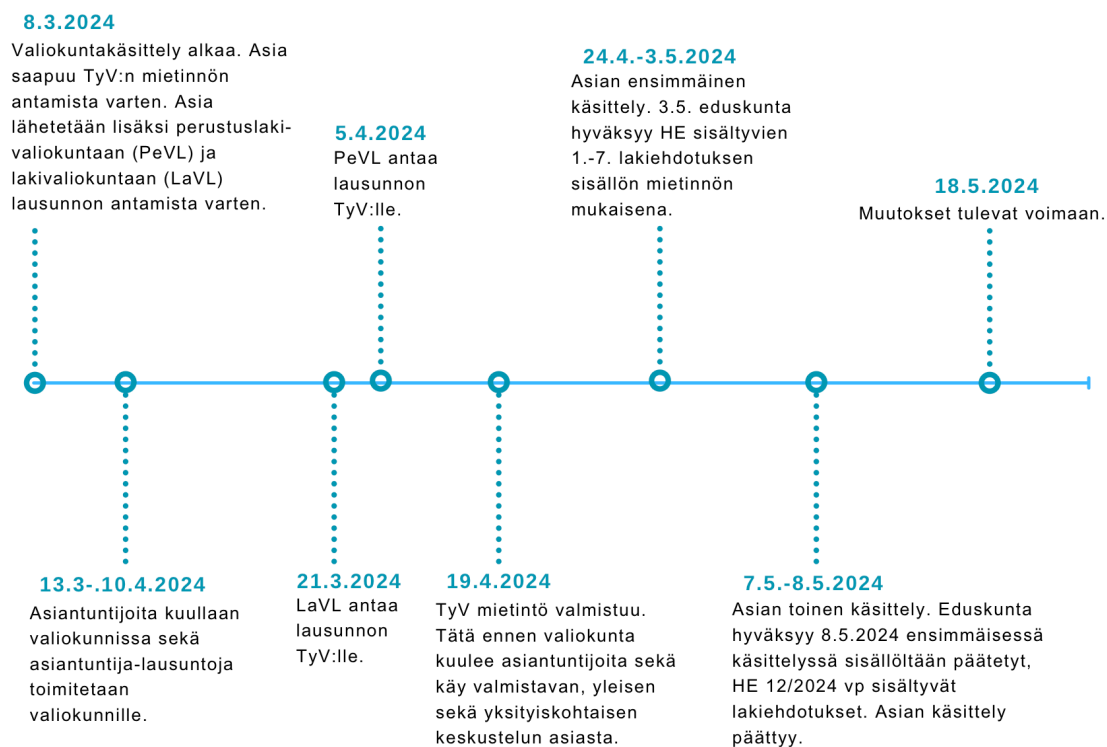 8.3.2024
Valiokuntakäsittely alkaa. Asia
saapuu TyV:n mietinnön
antamista varten. Asia
lähetetään lisäksi perustuslaki-
valiokuntaan (PeVL) ja
lakivaliokuntaan (LaVL)
lausunnon antamista varten.
5.4.2024
PeVL antaa
lausunnon
TyV:lle.
24.4.-3.5.2024
Asian ensimmäinen
käsittely. 3.5. eduskunta
hyväksyy HE sisältyvien
1.-7. lakiehdotuksen
sisällön mietinnön
mukaisena.
18.5.2024
Muutokset tulevat voimaan.
13.3-.10.4.2024
Asiantuntijoita kuullaan
valiokunnissa sekä
asiantuntija-lausuntoja
toimitetaan
valiokunnille.
21.3.2024
LaVL antaa
lausunnon
TyV:lle.
19.4.2024
TyV mietintö valmistuu.
Tätä ennen valiokunta
kuulee asiantuntijoita sekä
käy valmistavan, yleisen
sekä yksityiskohtaisen
keskustelun asiasta.
7.5.-8.5.2024
Asian toinen käsittely. Eduskunta
hyväksyy 8.5.2024 ensimmäisessä
käsittelyssä sisällöltään päätetyt,
HE 12/2024 vp sisältyvät
lakiehdotukset. Asian käsittely
päättyy.